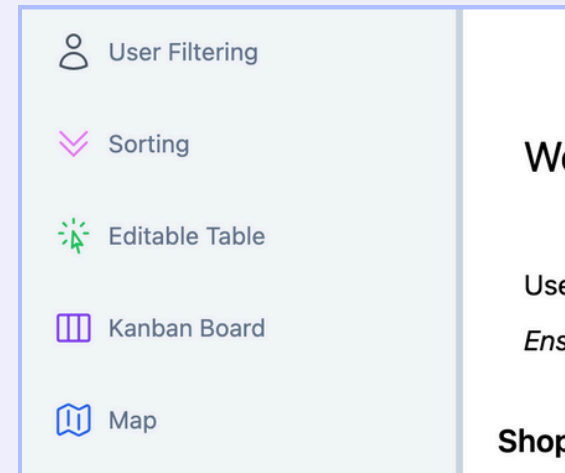 User Filtering
Sorting
Editable Table
Kanban Board
Map